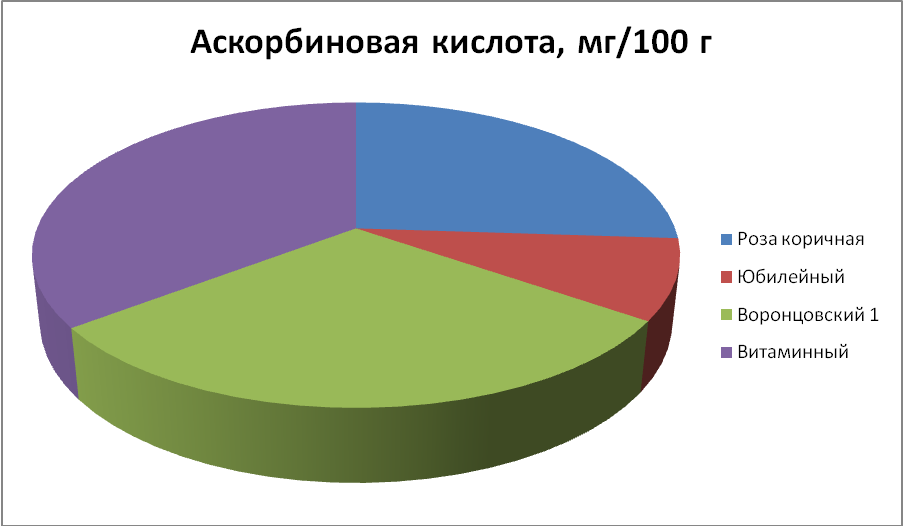 Аскорбиновая кислота, мг/100 г
Роза коричная
Юбилейный
Воронцовский 1
Витаминный